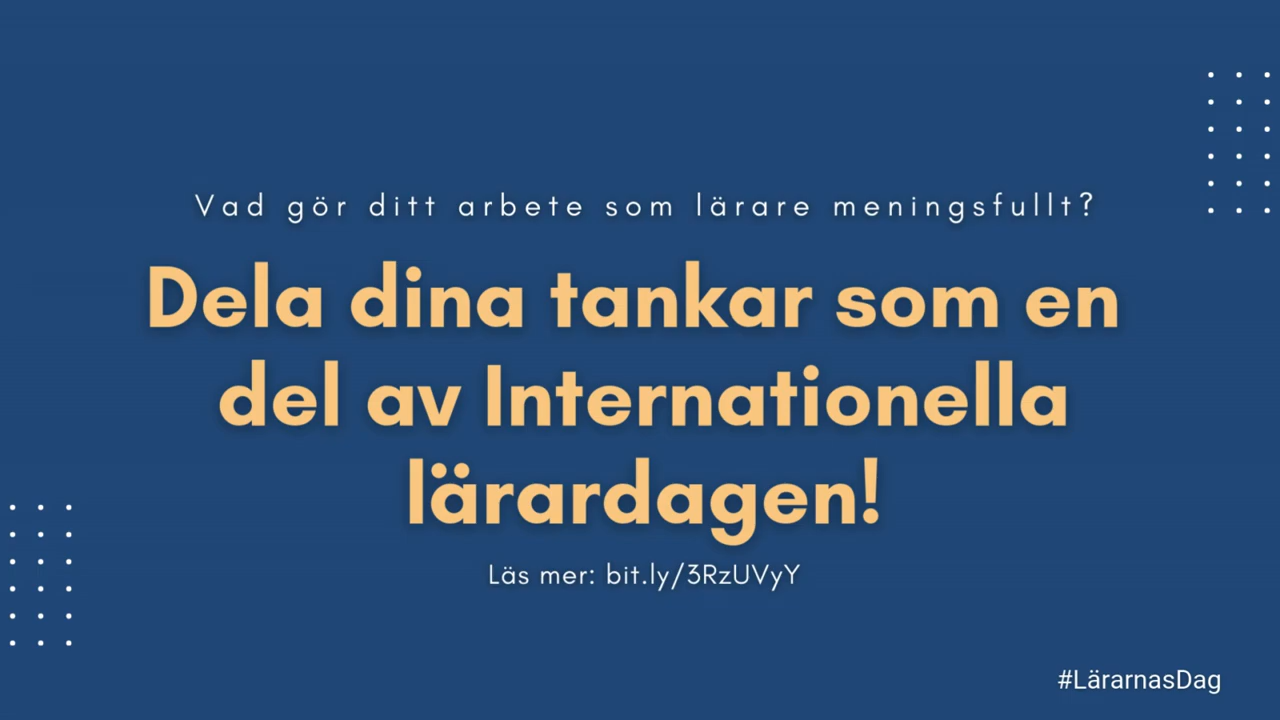 Vad gör ditt arbete som lärare meningsfullt?
Dela dina tankar som en
del av Internationella
lärardagen!
Läs mer: bit.ly/3RzUVyY
#LärarnasDag